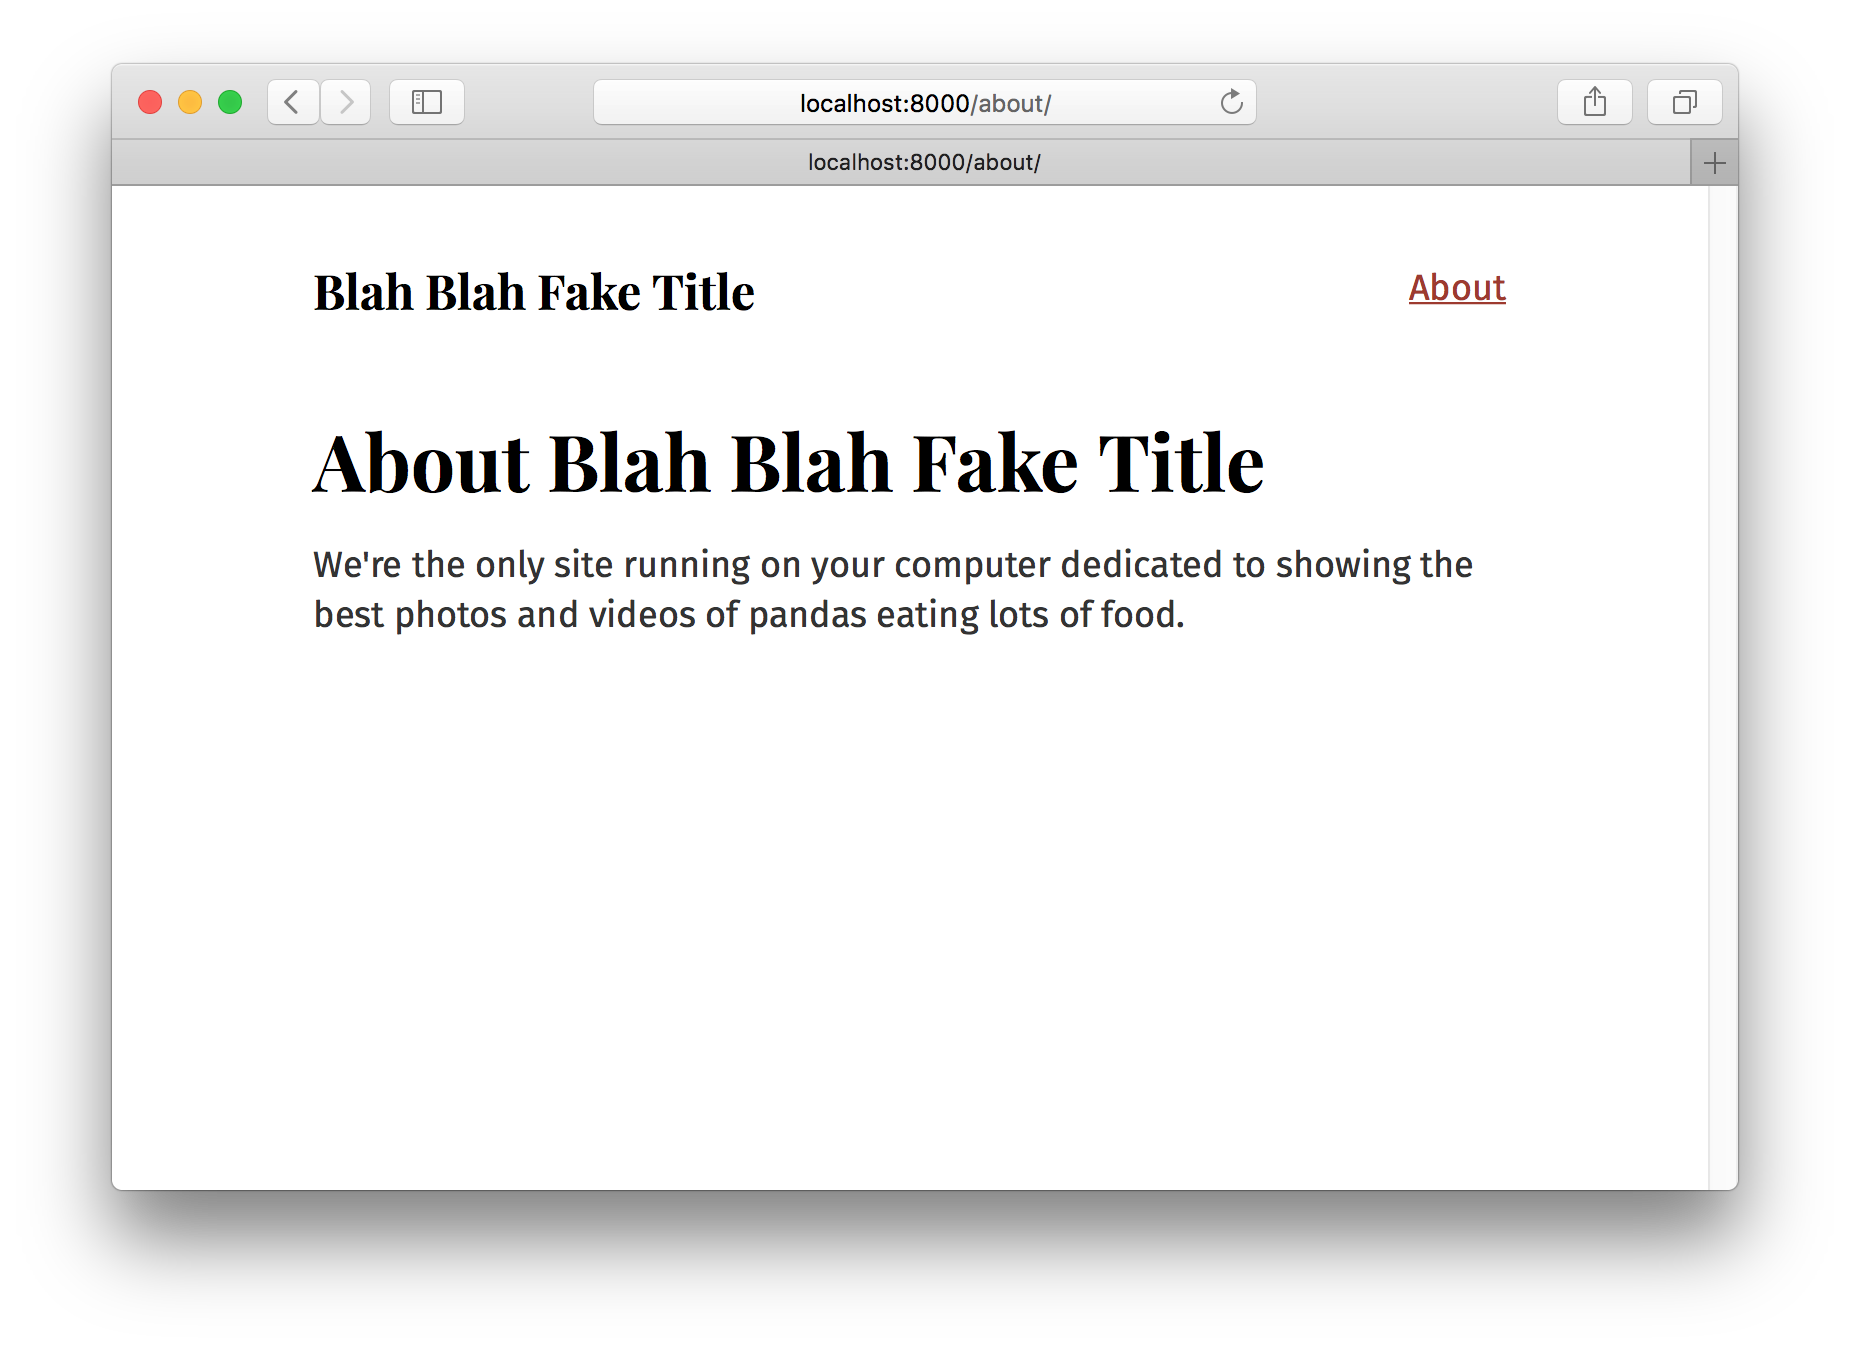 localhost:8000/about/
localhost:8000/about/
Blah Blah Fake Title
About
About Blah Blah Fake Title
We're the only site running on your computer dedicated to showing the
best photos and videos of pandas eating lots of food.